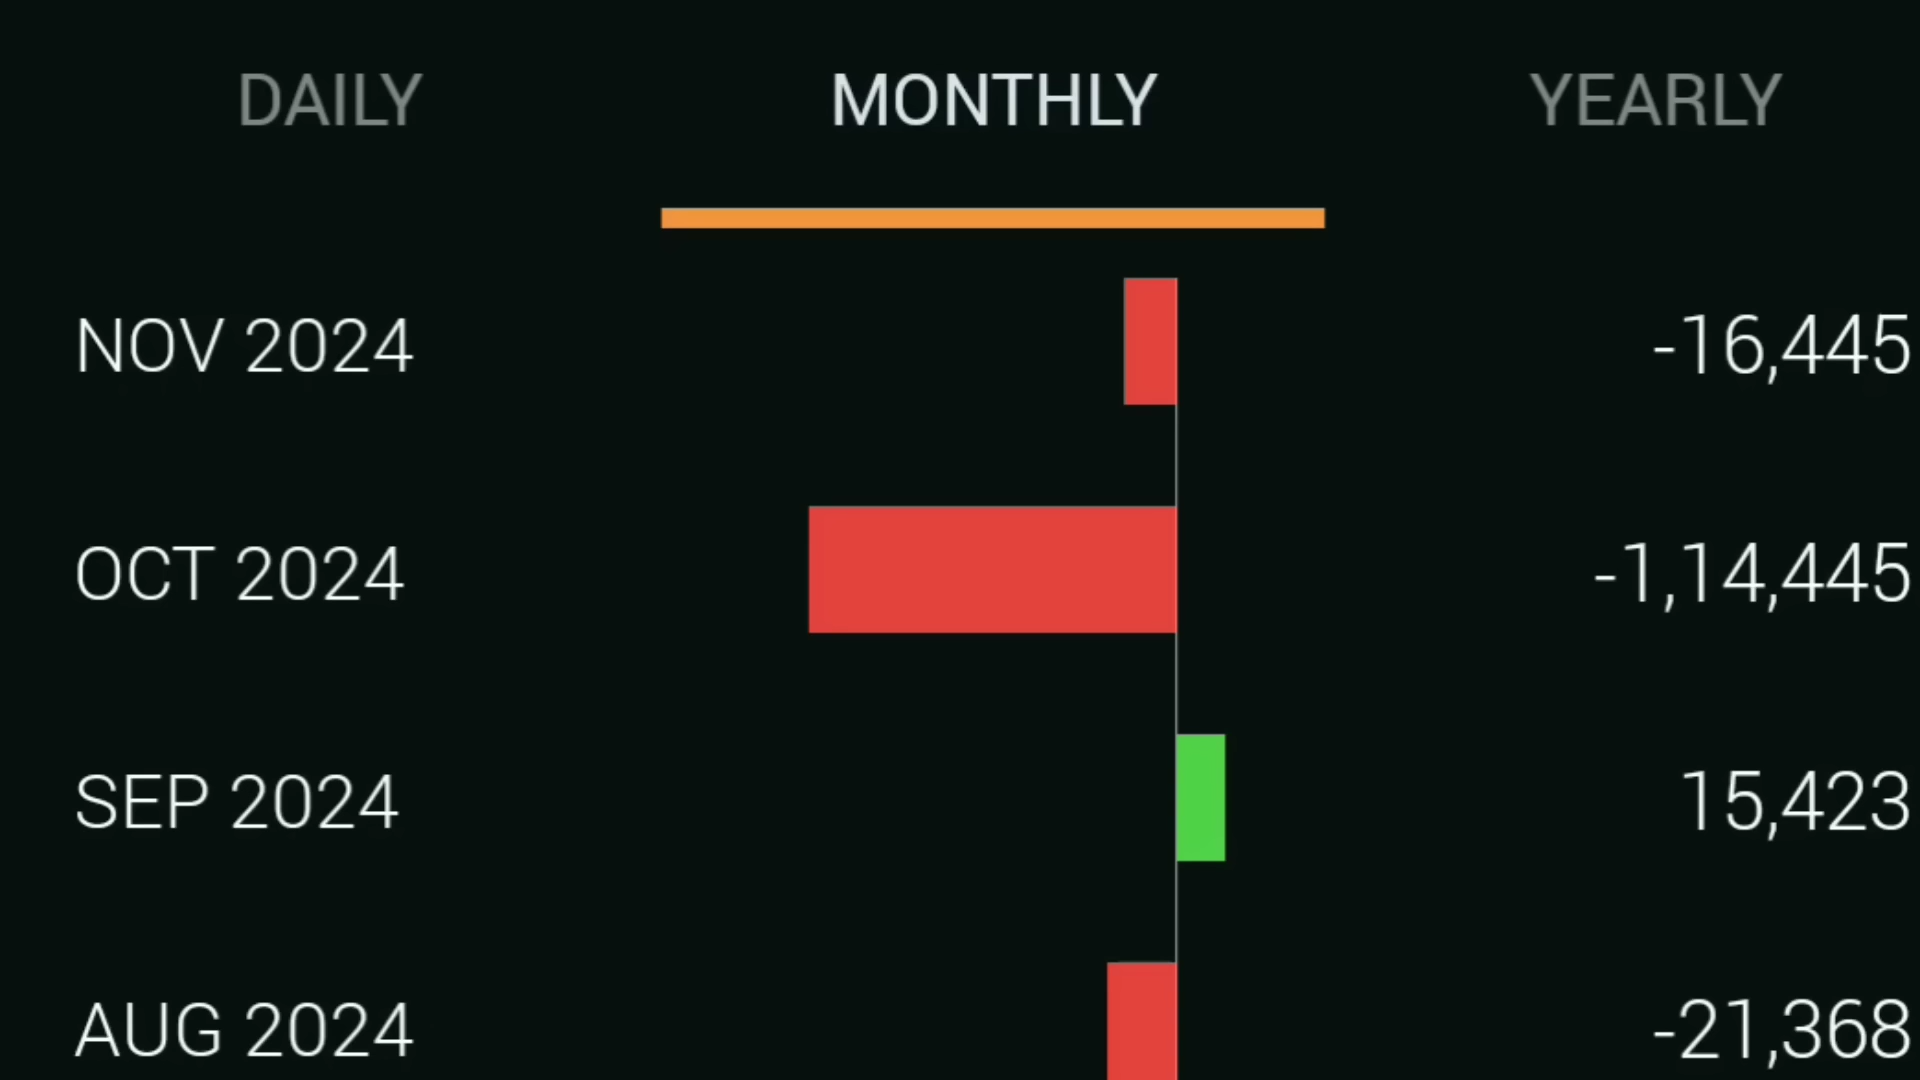 DAILY MONTHLY YEARLY
NOV 2024 -16,445
OCT 2024 -1,14,445
SEP 2024 15,423
AUG 2024 -21,368